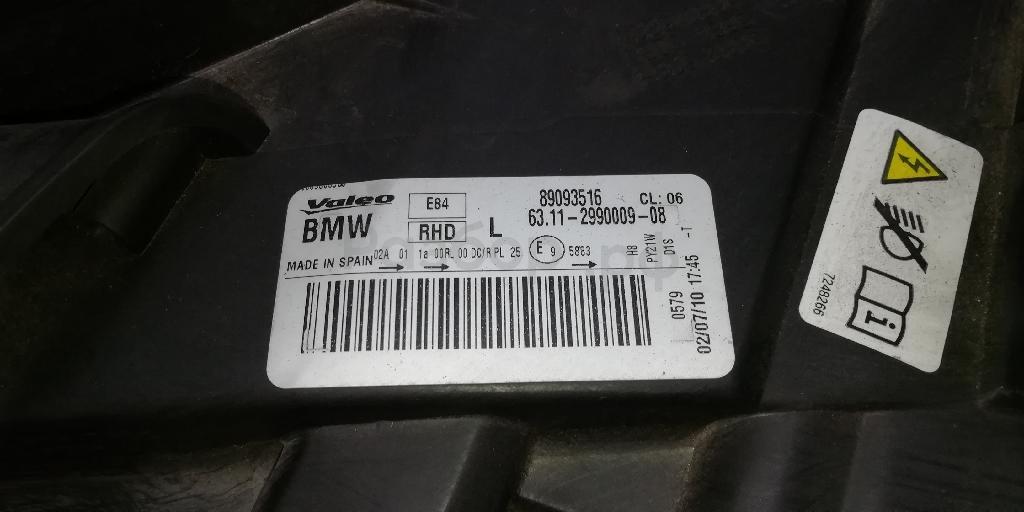 Valeo E84 89093516 CL: 06
BMW RHD L 63.11-2990009-08
MADE IN SPAIN 02A 01 1a 00RL 00 DC/R PL 25 E 9 5883
H8
PY21W
D1S -T
0579
02/07/10 17:45
7248266
i